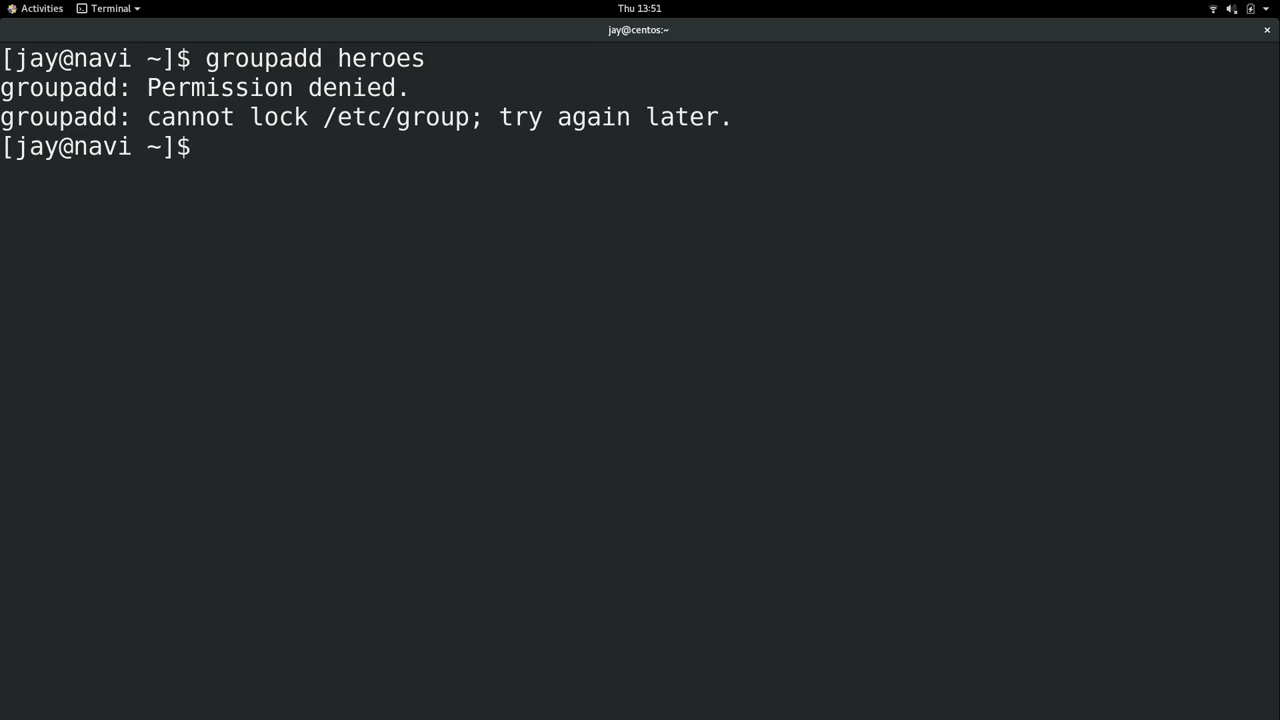 Activities Terminal Thu 13:51
jay@centos:~
[jay@navi ~]$ groupadd heroes
groupadd: Permission denied.
groupadd: cannot lock /etc/group; try again later.
[jay@navi ~]$